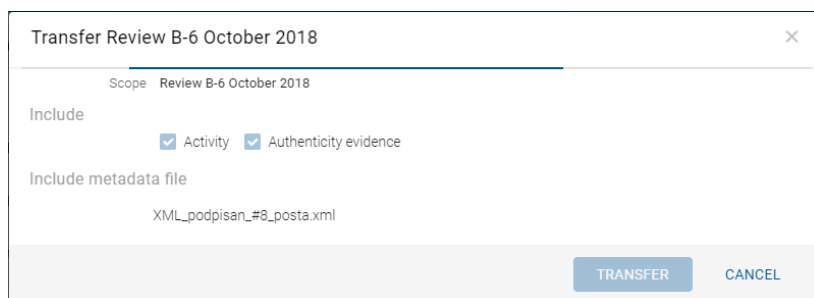 Transfer Review B-6 October 2018
Scope Review B-6 October 2018
Include
Activity Authenticity evidence
Include metadata file
XML_podpisan_#8_posta.xml
TRANSFER CANCEL